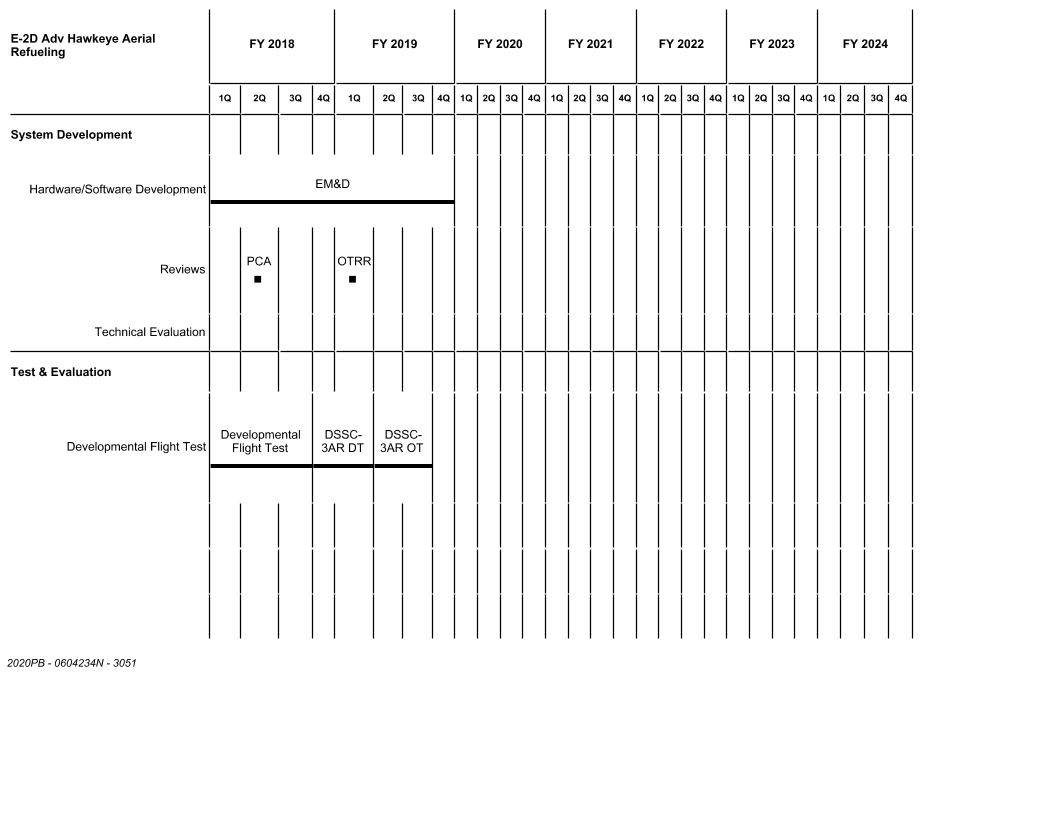 E-2D Adv Hawkeye Aerial
Refueling
FY 2018 FY 2019 FY 2020 FY 2021 FY 2022 FY 2023 FY 2024
1Q 2Q 3Q 4Q 1Q 2Q 3Q 4Q 1Q 2Q 3Q 4Q 1Q 2Q 3Q 4Q 1Q 2Q 3Q 4Q 1Q 2Q 3Q 4Q 1Q 2Q 3Q 4Q
System Development
Hardware/Software Development
EM&D
Reviews
PCA OTRR
Technical Evaluation
Test & Evaluation
Developmental Flight Test
Developmental
Flight Test
DSSC-
3AR DT
DSSC-
3AR OT
2020PB - 0604234N - 3051